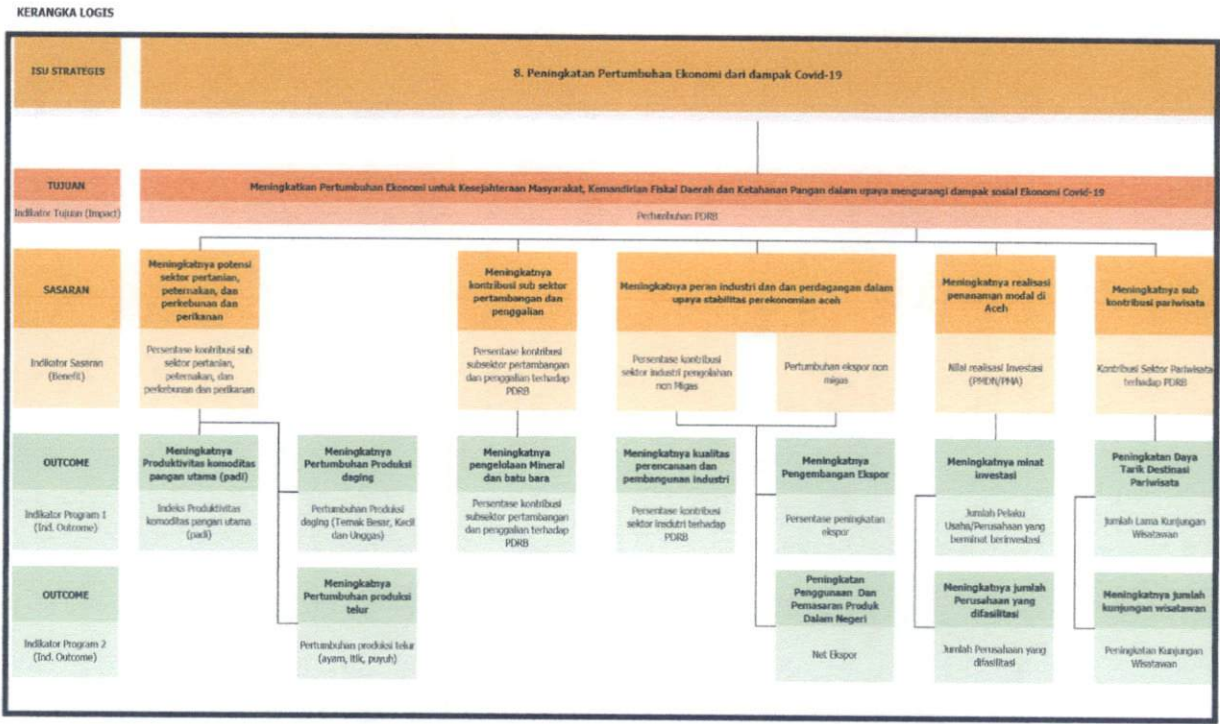 KERANGKA LOGIS
ISU STRATEGIS
8. Peningkatan Pertumbuhan Ekonomi dari dampak Covid-19
TUJUAN
Meningkatkan Pertumbuhan Ekonomi untuk Kesejahteraan Masyarakat, Kemandirian Fiskal Daerah dan Ketahanan Pangan dalam upaya mengurangi dampak sosial Ekonomi Covid-19
Indikator Tujuan (Impact)
Pertumbuhan PDRB
SASARAN
Meningkatnya potensi
sektor pertanian,
peternakan, dan
perkebunan dan
perikanan
Meningkatnya
kontribusi sub sektor
pertambangan dan
penggalian
Meningkatnya peran industri dan dan perdagangan dalam
upaya stabilitas perekonomian aceh
Meningkatnya realisasi
penanaman modal di
Aceh
Meningkatnya sub
kontribusi pariwisata
Indikator Sasaran
(Benefit)
Persentase kontribusi sub
sektor pertanian,
peternakan, dan
perkebunan dan perikanan
Persentase kontribusi
subsektor pertambangan
dan penggalian terhadap
PDRB
Persentase kontribusi
sektor industri pengolahan
non Migas
Pertumbuhan ekspor non
migas
Nilai realisasi Investasi
(PMDN/PMA)
Kontribusi Sektor Pariwisata
terhadap PDRB
OUTCOME
Meningkatnya
Produktivitas komoditas
pangan utama (padi)
Meningkatnya
Pertumbuhan Produksi
daging
Meningkatnya
pengelolaan Mineral
dan batu bara
Meningkatnya kualitas
perencanaan dan
pembangunan industri
Meningkatnya
Pengembangan Ekspor
Meningkatnya minat
investasi
Peningkatan Daya
Tarik Destinasi
Pariwisata
Indikator Program 1
(Ind. Outcome)
Indeks Produktivitas
komoditas pangan utama
(padi)
Pertumbuhan Produksi
daging (Ternak Besar, Kecil
dan Unggas)
Persentase kontribusi
subsektor pertambangan
dan penggalian terhadap
PDRB
Persentase kontribusi
sektor insdutri terhadap
PDRB
Persentase peningkatan
ekspor
Jumlah Pelaku
Usaha/Perusahaan yang
berminat berinvestasi
Jumlah Lama Kunjungan
Wisatawan
OUTCOME
Meningkatnya
Pertumbuhan produksi
telur
Peningkatan
Penggunaan Dan
Pemasaran Produk
Dalam Negeri
Meningkatnya jumlah
Perusahaan yang
difasilitasi
Meningkatnya jumlah
kunjungan wisatawan
Indikator Program 2
(Ind. Outcome)
Pertumbuhan produksi telur
(ayam, itik, puyuh)
Net Ekspor
Jumlah Perusahaan yang
difasilitasi
Peningkatan Kunjungan
Wisatawan